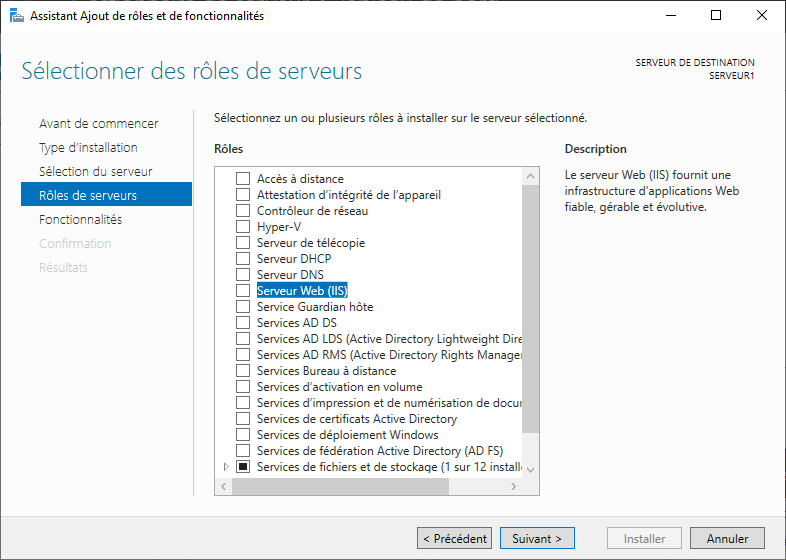 Assistant Ajout de rôles et de fonctionnalités
Sélectionner des rôles de serveurs
SERVEUR DE DESTINATION
SERVEUR1
Avant de commencer
Type d'installation
Sélection du serveur
Rôles de serveurs
Fonctionnalités
Confirmation
Résultats
Sélectionnez un ou plusieurs rôles à installer sur le serveur sélectionné.
Rôles
Accès à distance
Attestation d'intégrité de l'appareil
Contrôleur de réseau
Hyper-V
Serveur de télécopie
Serveur DHCP
Serveur DNS
Serveur Web (IIS)
Service Guardian hôte
Services AD DS
Services AD LDS (Active Directory Lightweight Dire
Services AD RMS (Active Directory Rights Manager
Services Bureau à distance
Services d'activation en volume
Services d'impression et de numérisation de docu
Services de certificats Active Directory
Services de déploiement Windows
Services de fédération Active Directory (AD FS)
Services de fichiers et de stockage (1 sur 12 install
Description
Le serveur Web (IIS) fournit une
infrastructure d'applications Web
fiable, gérable et évolutive.
< Précédent
Suivant >
Installer
Annuler